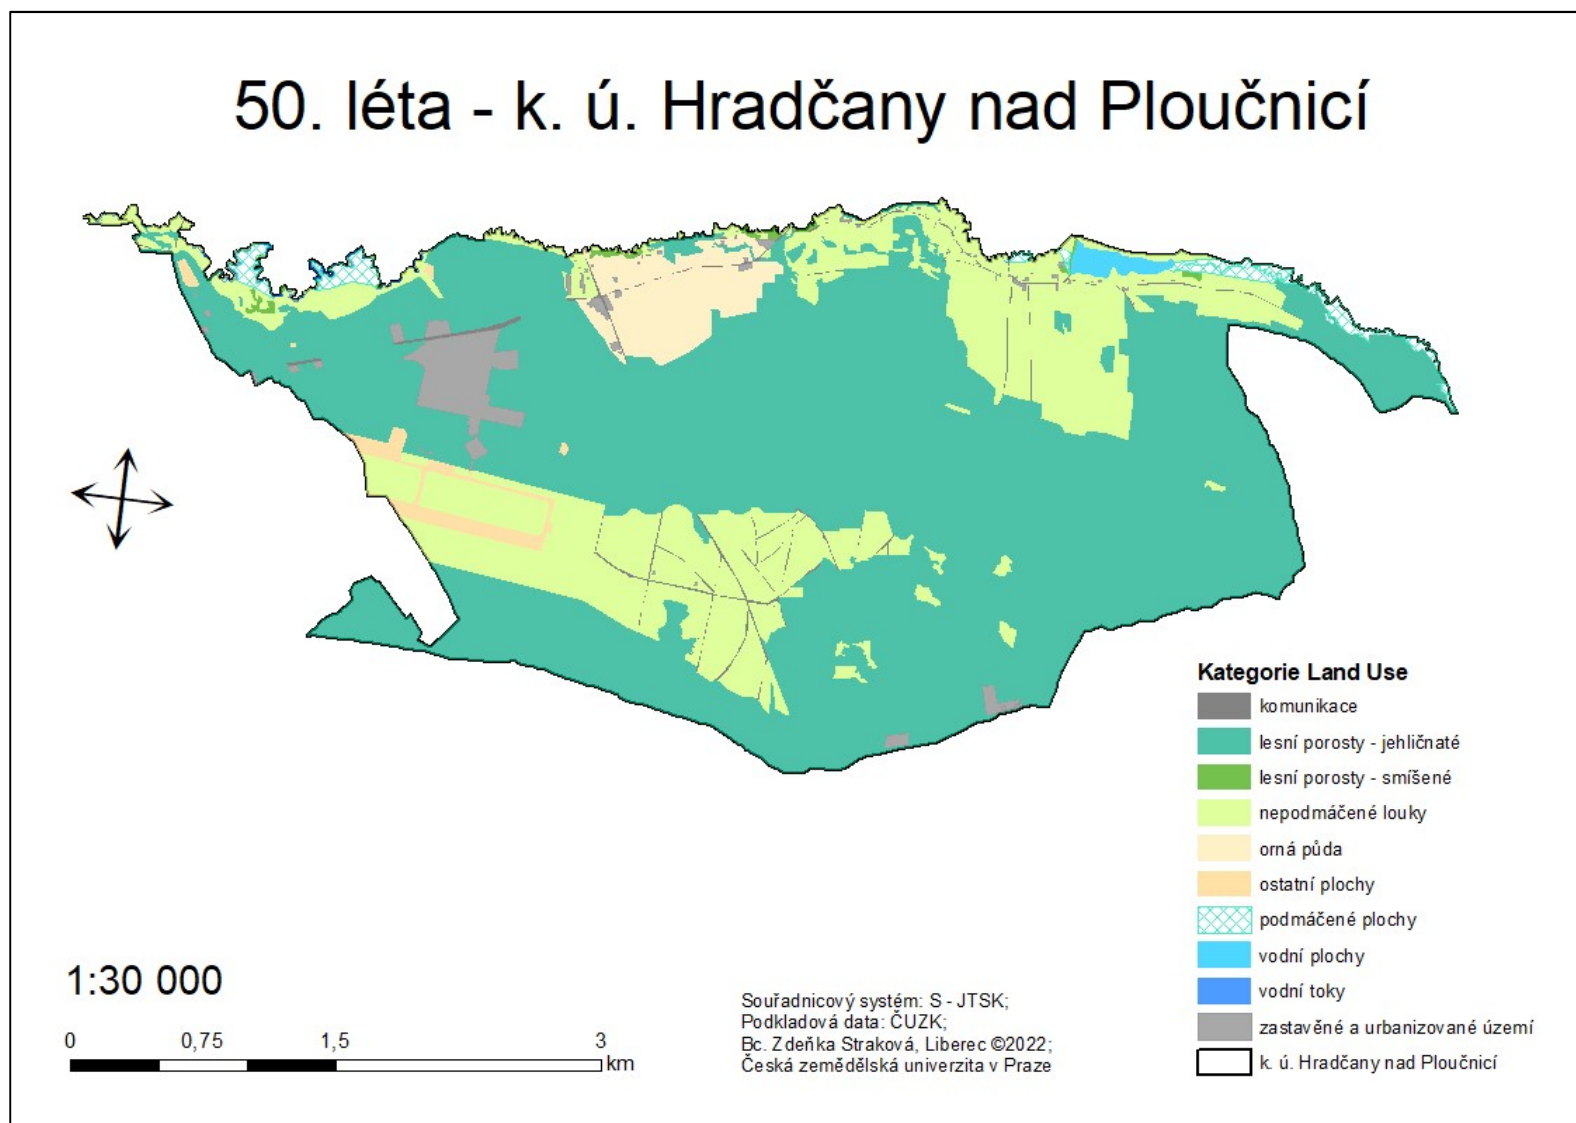 50. léta - k. ú. Hradčany nad Ploučnicí
Kategorie Land Use
komunikace
lesní porosty - jehličnaté
lesní porosty - smíšené
nepodmáčené louky
orná půda
ostatní plochy
podmáčené plochy
vodní plochy
vodní toky
zastavěné a urbanizované území
k. ú. Hradčany nad Ploučnicí
1:30 000
0 0,75 1,5 3
km
Souřadnicový systém: S - JTSK;
Podkladová data: ČUZK;
Bc. Zdeňka Straková, Liberec ©2022;
Česká zemědělská univerzita v Praze